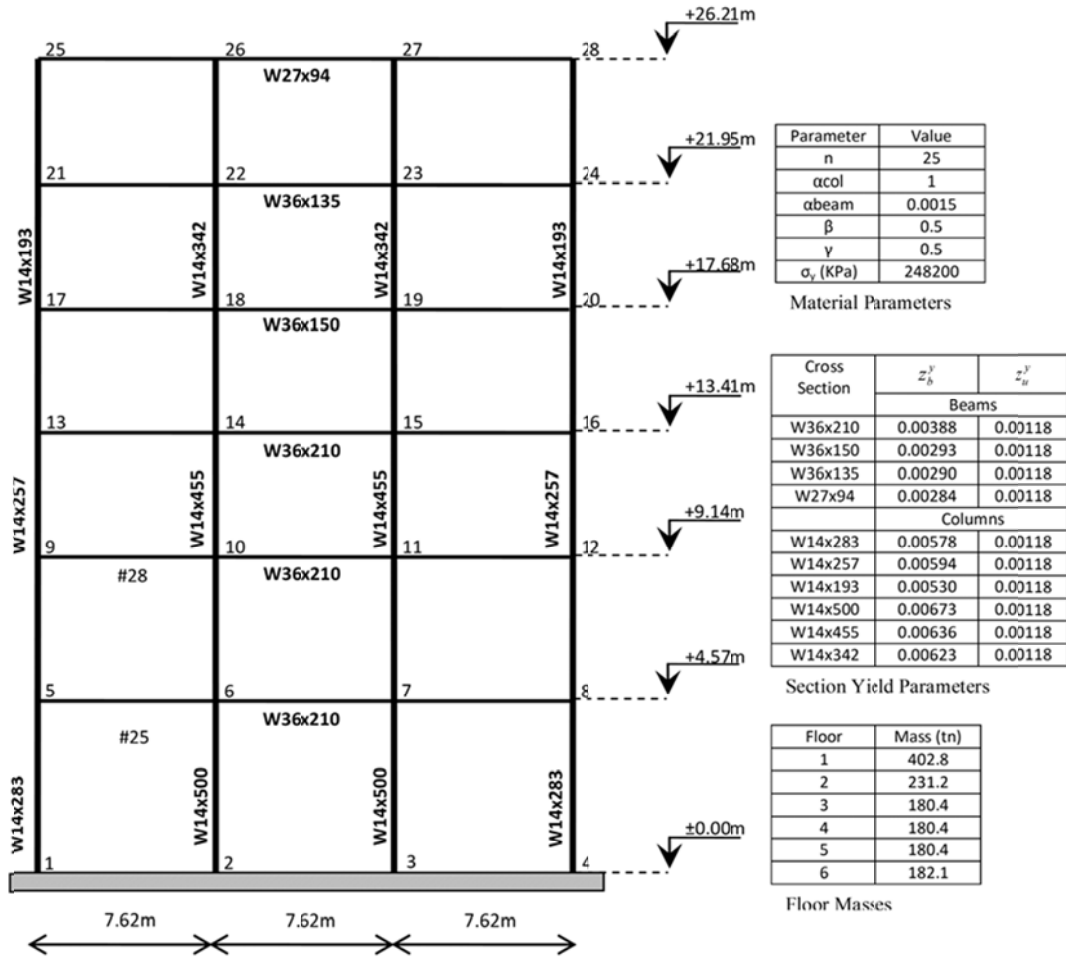 25 26 27 28
W27x94
21 22 23 24
W36x135
W14x193 W14x342 W14x342 W14x193
17 18 19 20
W36x150
13 14 15 16
W36x210
W14x257 W14x455 W14x455 W14x257
9 10 11 12
#28
W36x210
5 6 7 8
W36x210
#25
W14x283 W14x500 W14x500 W14x283
1 2 3 4
7.62m 7.62m 7.62m
+26.21m
+21.95m
+17.68m
+13.41m
+9.14m
+4.57m
±0.00m
Parameter Value
n 25
αcol 1
αbeam 0.0015
β 0.5
γ 0.5
σy (KPa) 248200
Material Parameters
Cross Section z_b^y z_u^y
Beams
W36x210 0.00388 0.00118
W36x150 0.00293 0.00118
W36x135 0.00290 0.00118
W27x94 0.00284 0.00118
Columns
W14x283 0.00578 0.00118
W14x257 0.00594 0.00118
W14x193 0.00530 0.00118
W14x500 0.00673 0.00118
W14x455 0.00636 0.00118
W14x342 0.00623 0.00118
Section Yield Parameters
Floor Mass (tn)
1 402.8
2 231.2
3 180.4
4 180.4
5 180.4
6 182.1
Floor Masses